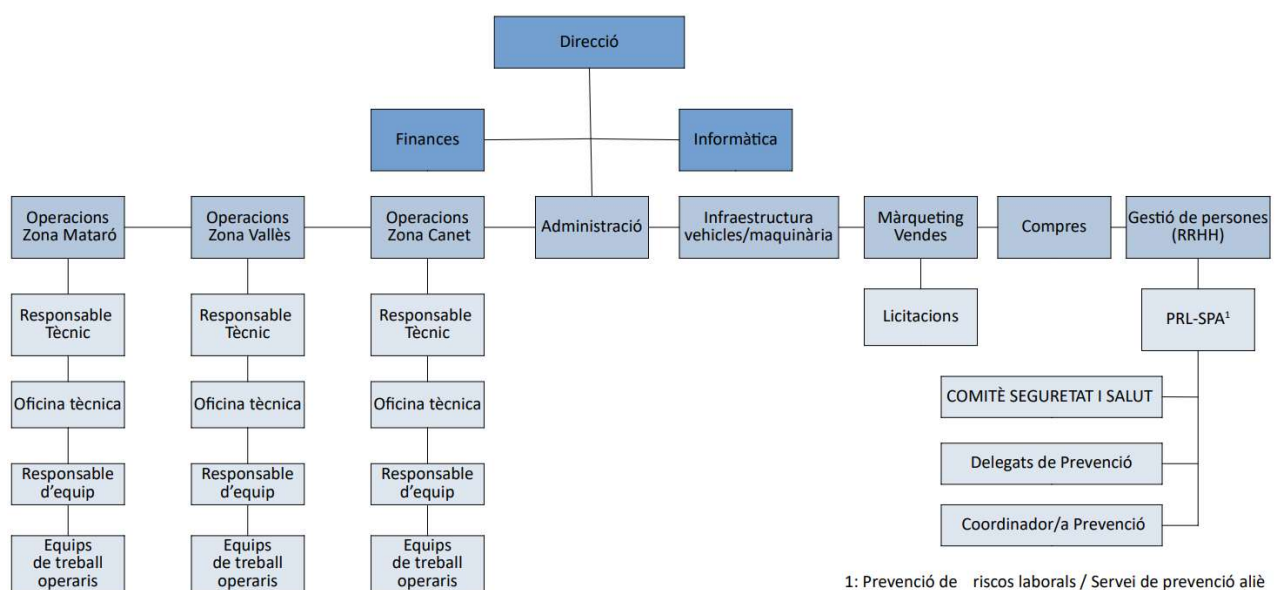 Direcció
Finances
Informàtica
Operacions
Zona Mataró
Operacions
Zona Vallès
Operacions
Zona Canet
Administració
Infraestructura
vehicles/maquinària
Màrqueting
Vendes
Compres
Gestió de persones
(RRHH)
Responsable
Tècnic
Responsable
Tècnic
Responsable
Tècnic
Licitacions
PRL-SPA¹
Oficina tècnica
Oficina tècnica
Oficina tècnica
COMITÈ SEGURETAT I SALUT
Responsable
d’equip
Responsable
d’equip
Responsable
d’equip
Delegats de Prevenció
Coordinador/a Prevenció
Equips
de treball
operaris
Equips
de treball
operaris
Equips
de treball
operaris
1: Prevenció de riscos laborals / Servei de prevenció aliè